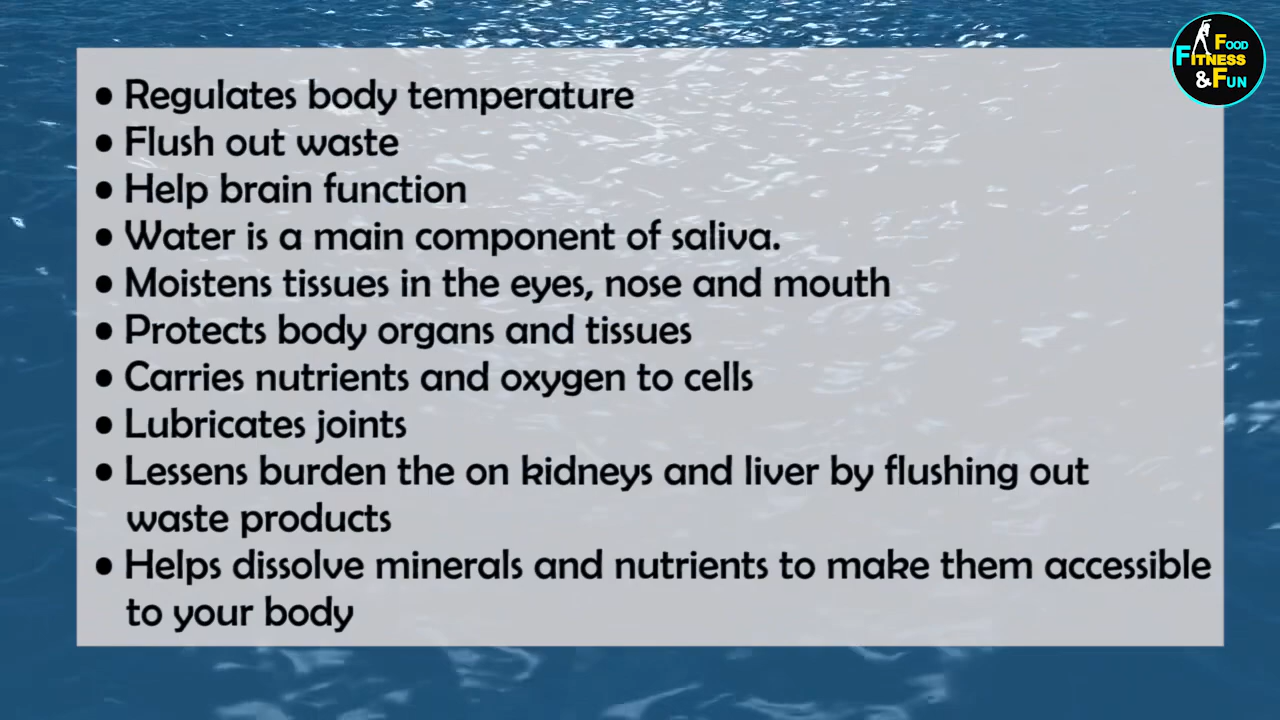 • Regulates body temperature
• Flush out waste
• Help brain function
• Water is a main component of saliva.
• Moistens tissues in the eyes, nose and mouth
• Protects body organs and tissues
• Carries nutrients and oxygen to cells
• Lubricates joints
• Lessens burden the on kidneys and liver by flushing out
waste products
• Helps dissolve minerals and nutrients to make them accessible
to your body
FOOD
FITNESS
& FUN